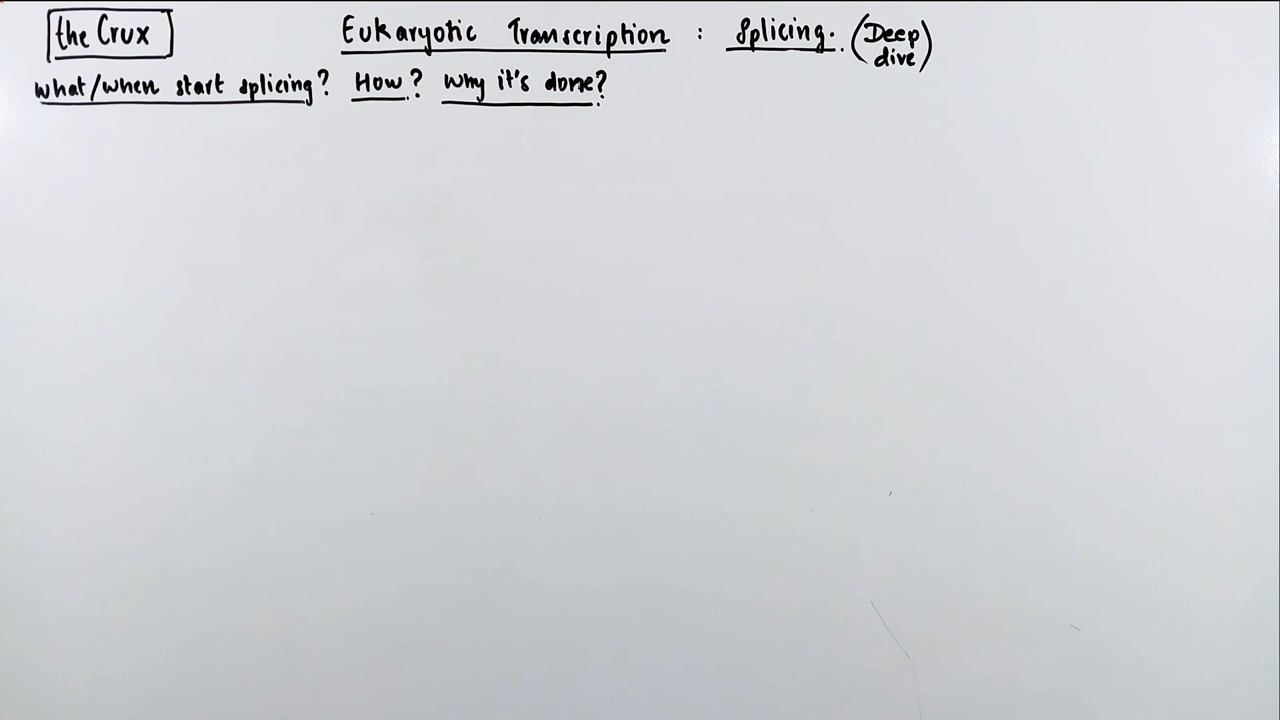 the Crux
Eukaryotic Transcription : Splicing. (Deep dive)
what/when start splicing? How? Why it's done?